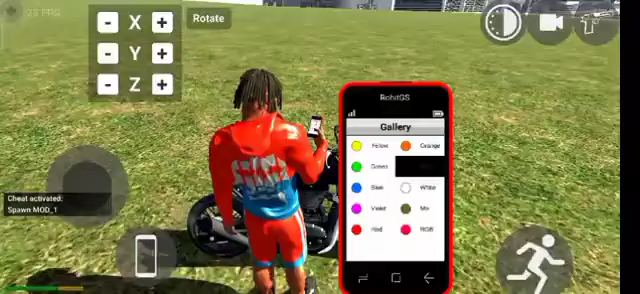 - X +
Rotate
- Y +
- Z +
RohitGS
Gallery
Yellow Orange
Green
Blue White
Violet Mix
Red RGB
Cheat activated:
Spawn MOD_1